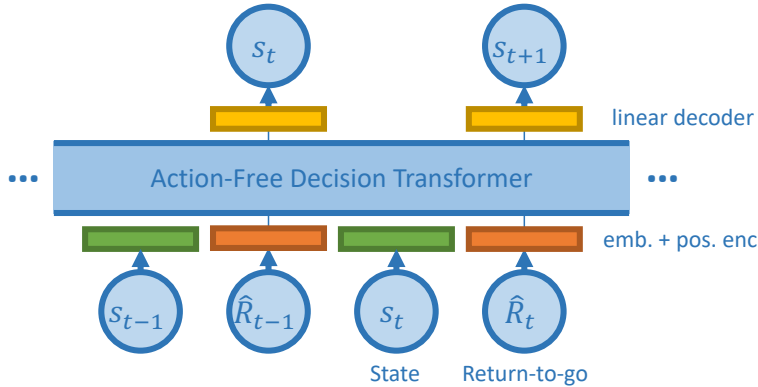 s_t s_{t+1}
linear decoder
... Action-Free Decision Transformer ...
emb. + pos. enc
s_{t−1} R̂_{t−1} s_t R̂_t
State Return-to-go